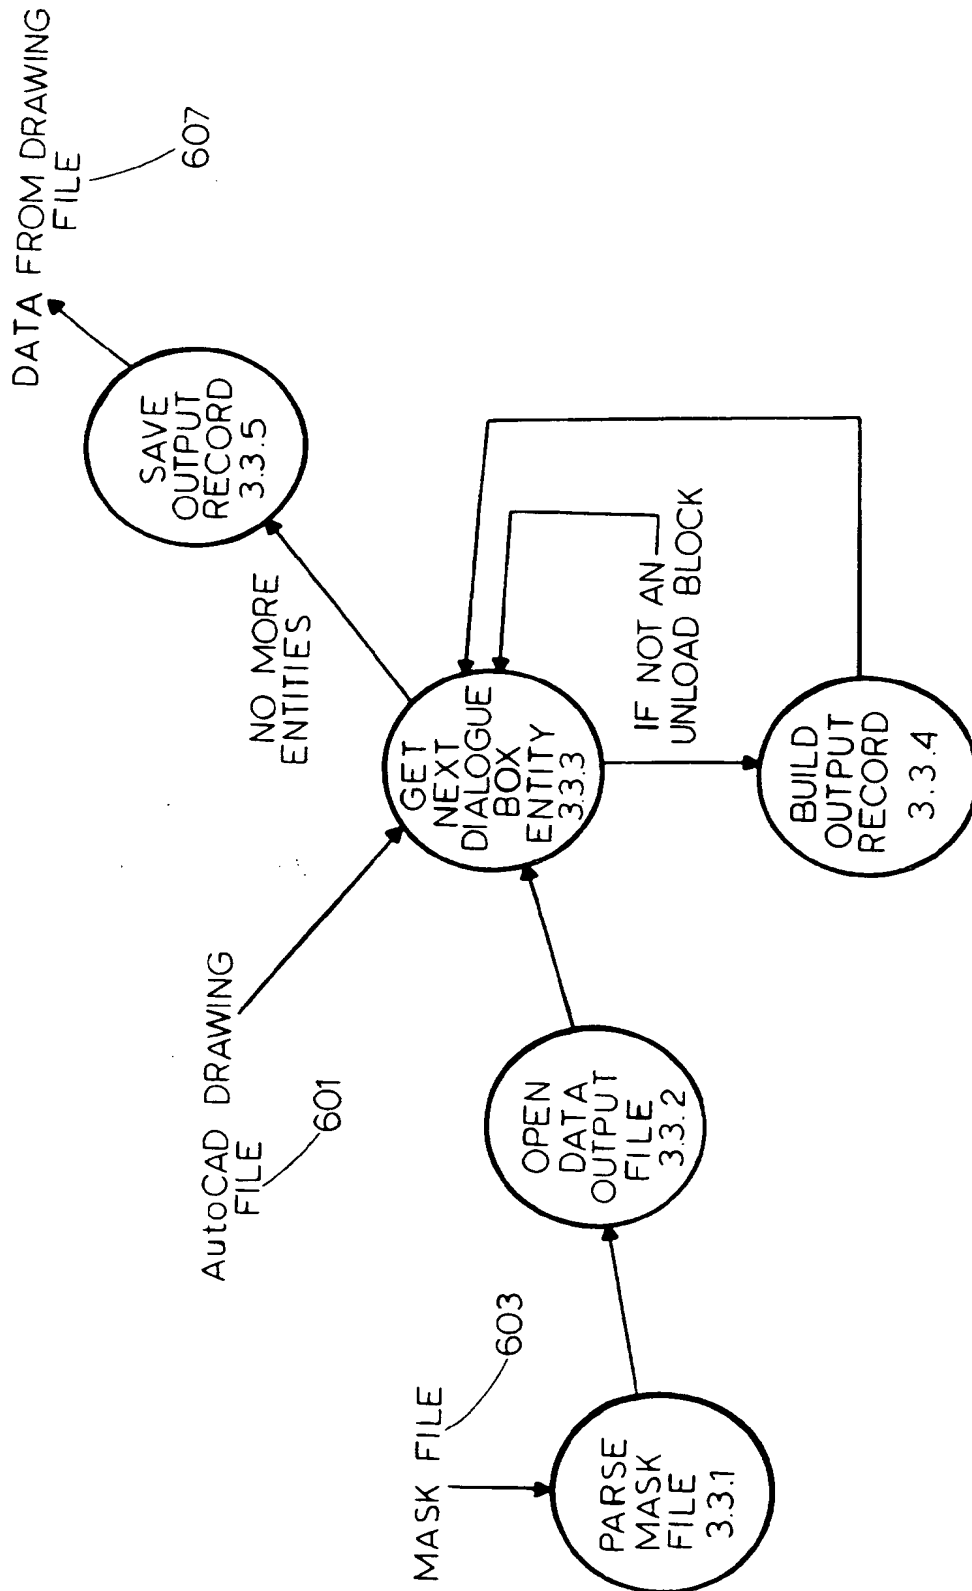 MASK FILE
603
PARSE
MASK
FILE
3.3.1
AutoCAD DRAWING
FILE
601
OPEN
DATA
OUTPUT
FILE
3.3.2
GET
NEXT
DIALOGUE
BOX
ENTITY
3.3.3
NO MORE
ENTITIES
IF NOT AN
UNLOAD BLOCK
BUILD
OUTPUT
RECORD
3.3.4
SAVE
OUTPUT
RECORD
3.3.5
DATA FROM DRAWING
FILE
607